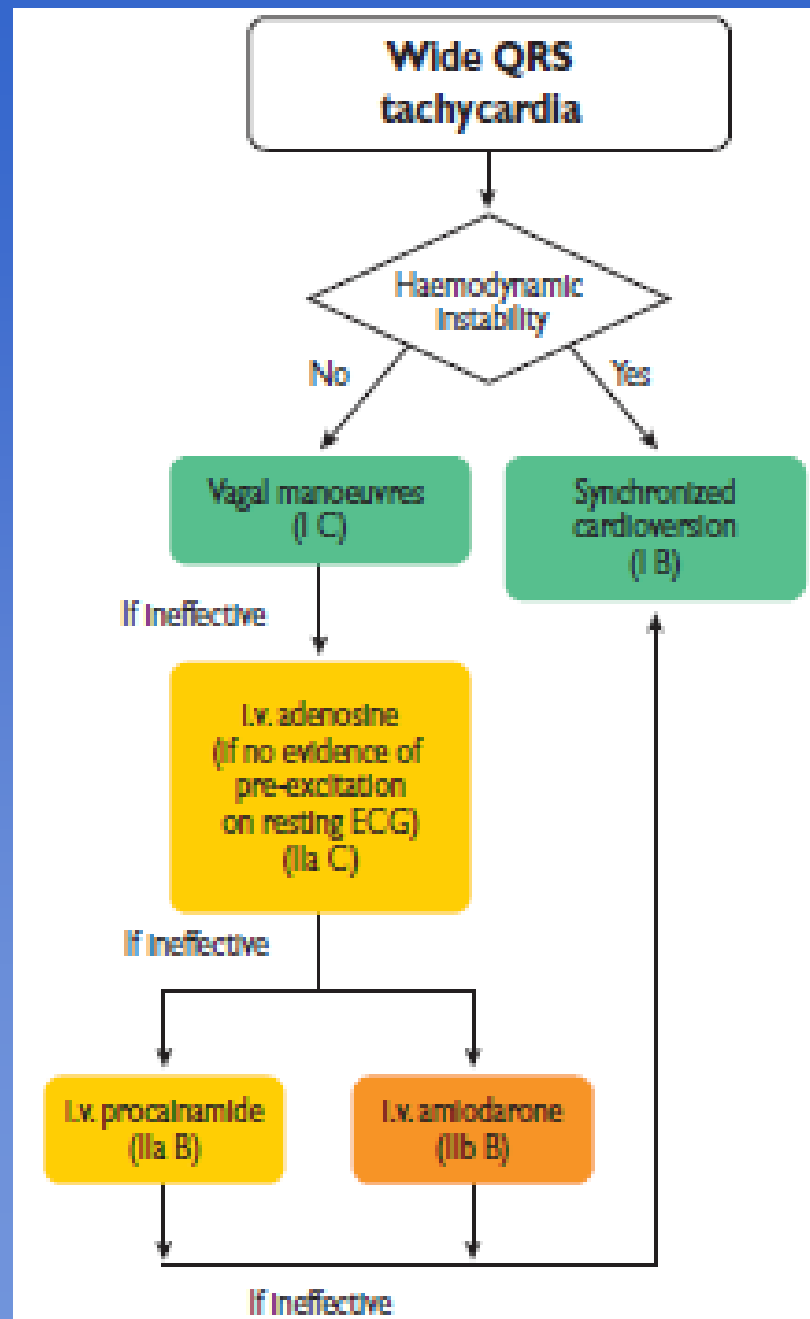 Wide QRS
tachycardia
Haemodynamic
instability
No
Yes
Vagal manoeuvres
(I C)
Synchronized
cardioversion
(I B)
If ineffective
I.v. adenosine
(if no evidence of
pre-excitation
on resting ECG)
(IIa C)
If ineffective
I.v. procainamide
(IIa B)
I.v. amiodarone
(IIb B)
If ineffective